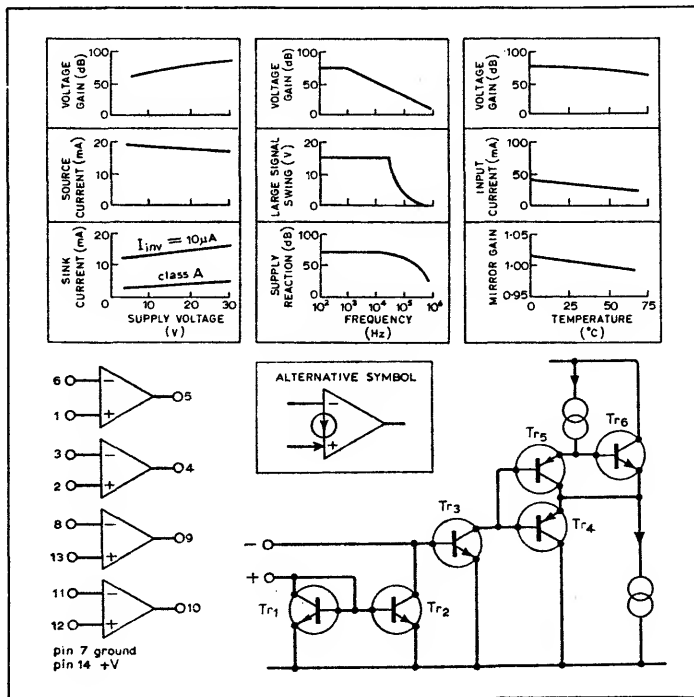 VOLTAGE
GAIN (dB)
100
50
0
SOURCE
CURRENT (mA)
20
10
0
SINK
CURRENT (mA)
20
10
0
I inv = 10µA
class A
0 10 20 30
SUPPLY VOLTAGE
(V)
VOLTAGE
GAIN (dB)
100
50
0
LARGE SIGNAL
SWING (V)
20
15
10
5
0
SUPPLY
REACTION (dB)
100
50
0
10² 10³ 10⁴ 10⁵ 10⁶
FREQUENCY
(Hz)
VOLTAGE
GAIN (dB)
100
50
0
INPUT
CURRENT (mA)
100
50
0
MIRROR GAIN
1·05
1·00
0·95
0 25 50 75
TEMPERATURE
(°C)
6 − 5
1 +
3 − 4
2 +
8 − 9
13 +
11 − 10
12 +
pin 7 ground
pin 14 +V
ALTERNATIVE SYMBOL
−
+
−
+
Tr1
Tr2
Tr3
Tr4
Tr5
Tr6